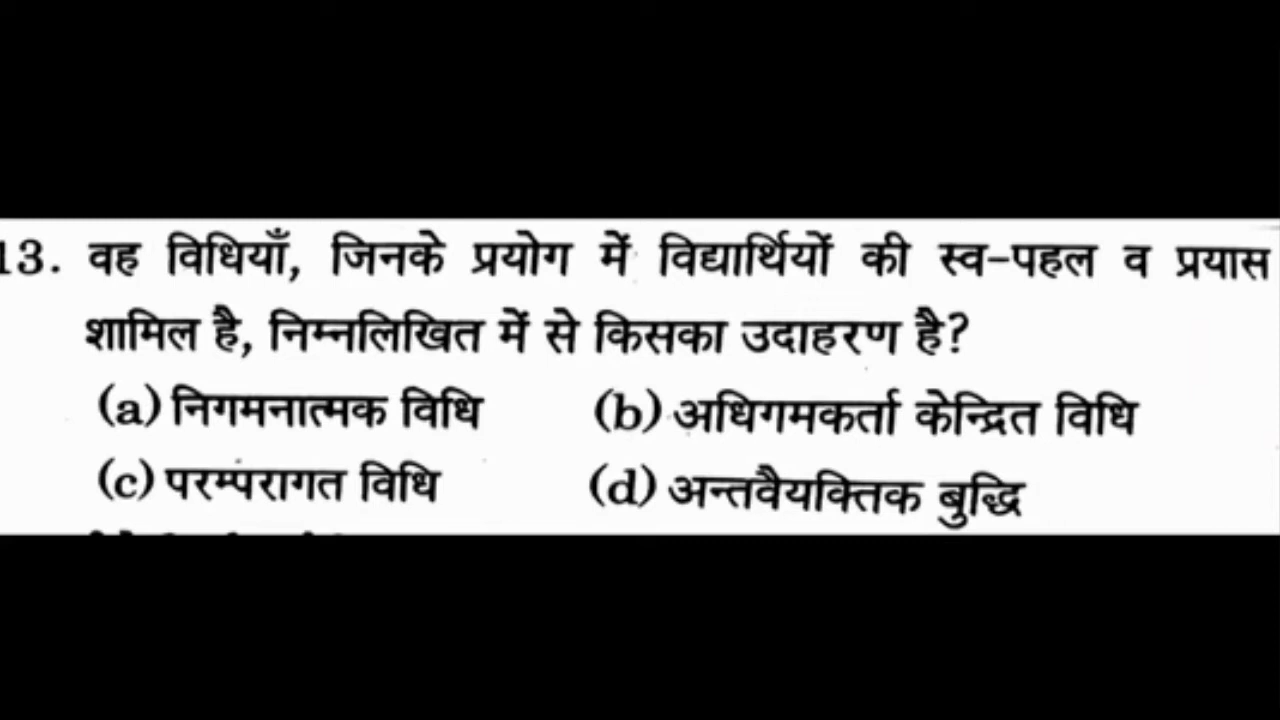 13. वह विधियाँ, जिनके प्रयोग में विद्यार्थियों की स्व-पहल व प्रयास
शामिल है, निम्नलिखित में से किसका उदाहरण है?
(a) निगमनात्मक विधि (b) अधिगमकर्ता केन्द्रित विधि
(c) परम्परागत विधि (d) अन्तवैयक्तिक बुद्धि